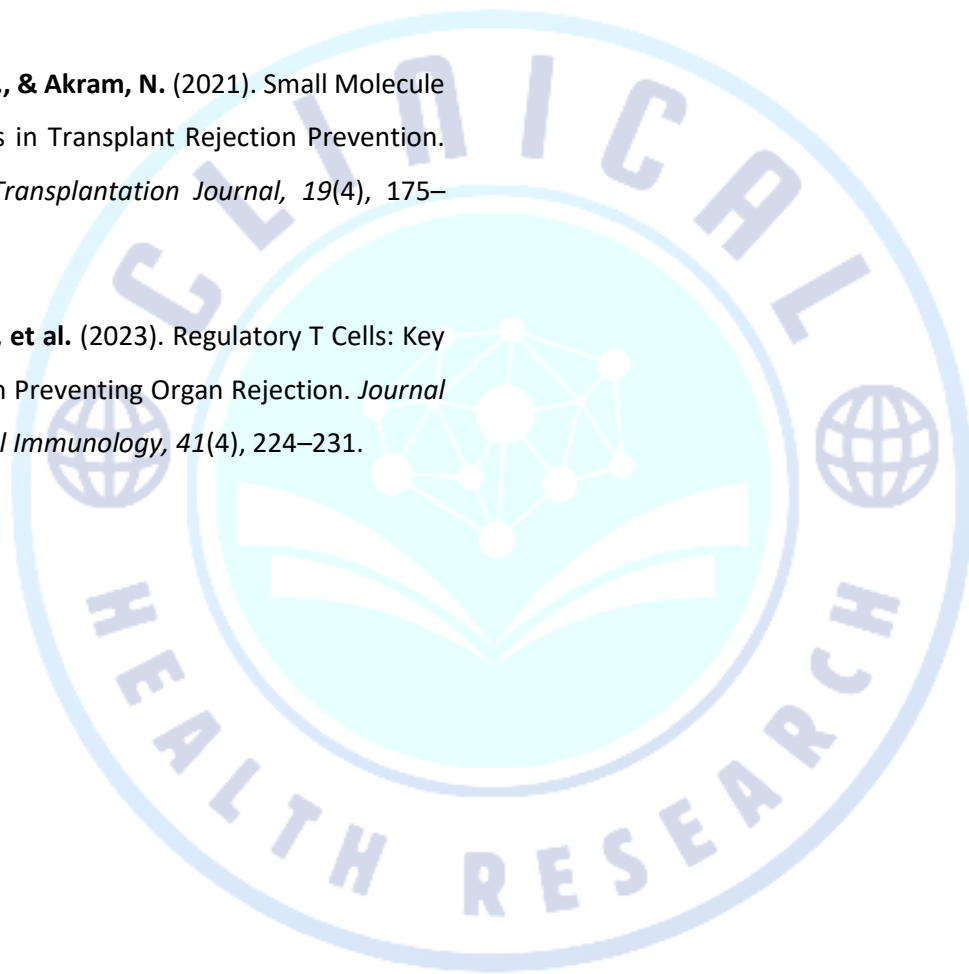 ., & Akram, N. (2021). Small Molecule
s in Transplant Rejection Prevention.
Transplantation Journal, 19(4), 175–
et al. (2023). Regulatory T Cells: Key
n Preventing Organ Rejection. Journal
l Immunology, 41(4), 224–231.
CLINICAL
HEALTH RESEARCH